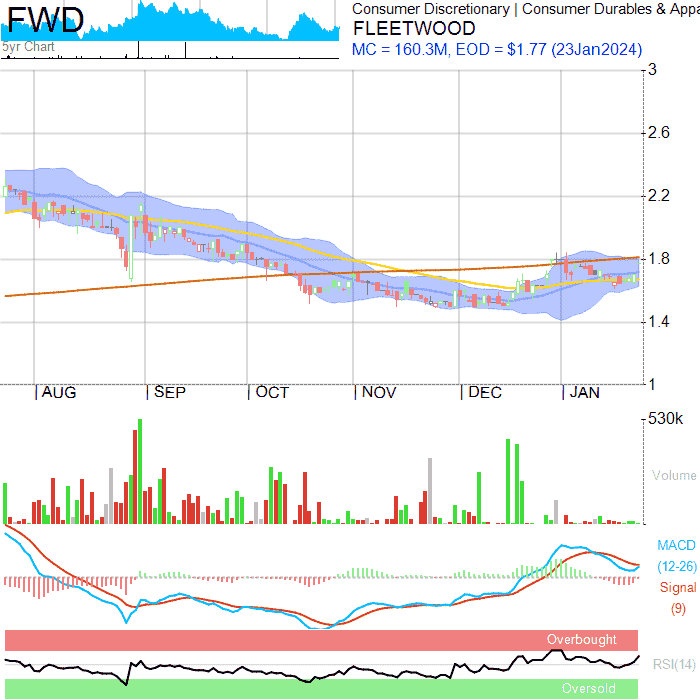 FWD
Consumer Discretionary | Consumer Durables & Appa
FLEETWOOD
MC = 160.3M, EOD = $1.77 (23Jan2024)
5yr Chart
3
2.6
2.2
1.8
1.4
1
| AUG | SEP | OCT | NOV | DEC | JAN
530k
Volume
MACD
(12-26)
Signal
(9)
Overbought
RSI(14)
Oversold